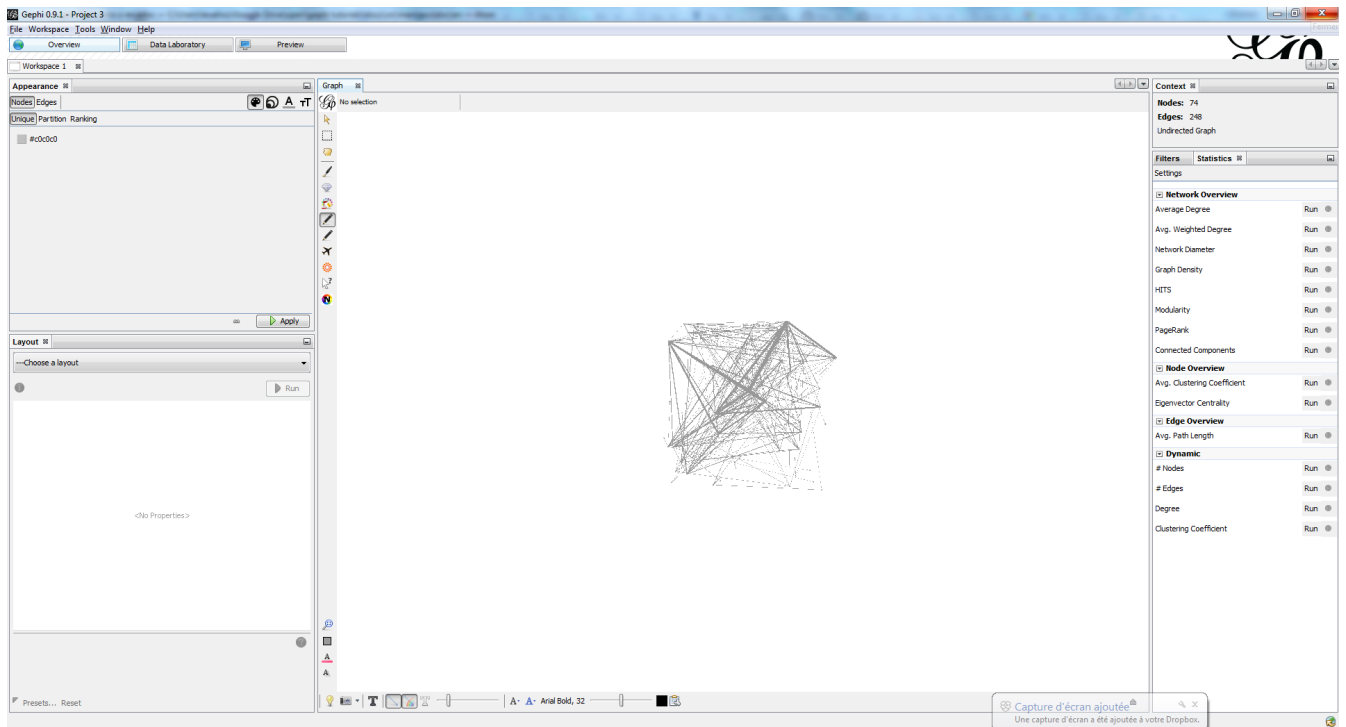 Gephi 0.9.1 - Project 3
File Workspace Tools Window Help
Overview Data Laboratory Preview
Workspace 1
Appearance
Nodes Edges
Unique Partition Ranking
#c0c0c0
Apply
Layout
---Choose a layout
Run
<No Properties>
Presets... Reset
Graph
No selection
Arial Bold, 32
Context
Nodes: 74
Edges: 248
Undirected Graph
Filters Statistics
Settings
Network Overview
Average Degree Run
Avg. Weighted Degree Run
Network Diameter Run
Graph Density Run
HITS Run
Modularity Run
PageRank Run
Connected Components Run
Node Overview
Avg. Clustering Coefficient Run
Eigenvector Centrality Run
Edge Overview
Avg. Path Length Run
Dynamic
# Nodes Run
# Edges Run
Degree Run
Clustering Coefficient Run
Capture d'écran ajoutée
Une capture d'écran a été ajoutée à votre Dropbox.